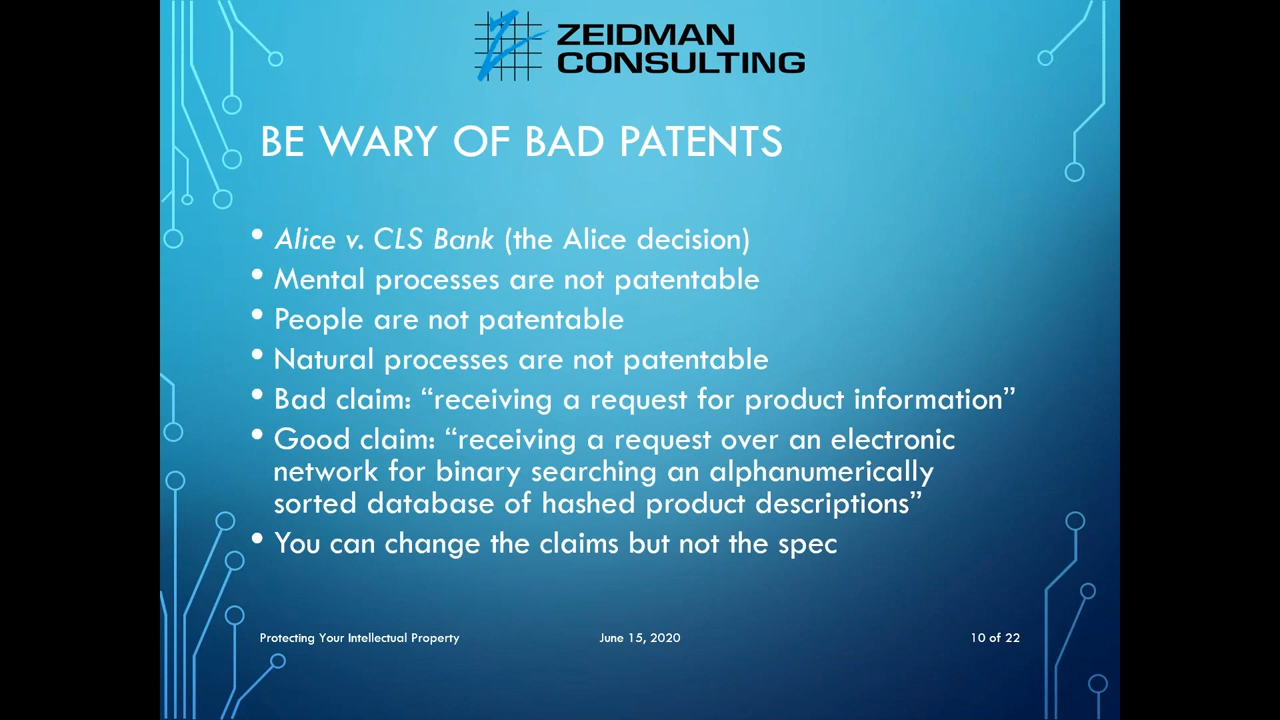 ZEIDMAN
CONSULTING
BE WARY OF BAD PATENTS
• Alice v. CLS Bank (the Alice decision)
• Mental processes are not patentable
• People are not patentable
• Natural processes are not patentable
• Bad claim: “receiving a request for product information”
• Good claim: “receiving a request over an electronic
network for binary searching an alphanumerically
sorted database of hashed product descriptions”
• You can change the claims but not the spec
Protecting Your Intellectual Property June 15, 2020 10 of 22